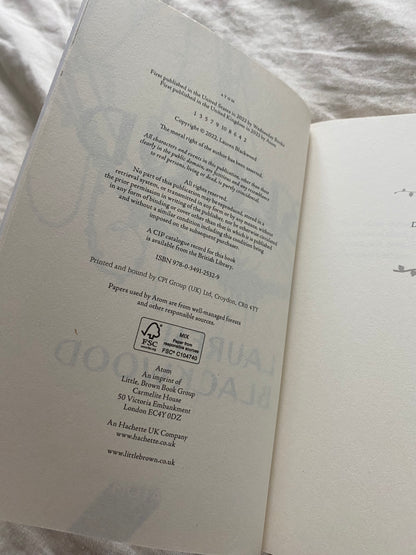 ATOM
First published in the United States in 2022 by Wednesday Books
First published in the United Kingdom in 2022 by Atom
1 3 5 7 9 10 8 6 4 2
Copyright © 2022, Lauren Blackwood
The moral right of the author has been asserted.
All characters and events in this publication, other than those
clearly in the public domain, are fictitious and any resemblance
to real persons, living or dead, is purely coincidental.
All rights reserved.
No part of this publication may be reproduced, stored in a
retrieval system, or transmitted in any form or by any means, without
the prior permission in writing of the publisher, nor be otherwise circulated
in any form of binding or cover other than that in which it is published
and without a similar condition including this condition being
imposed on the subsequent purchaser.
A CIP catalogue record for this book
is available from the British Library.
ISBN 978-0-3491-2532-9
Printed and bound by CPI Group (UK) Ltd, Croydon, CR0 4YY
Papers used by Atom are from well-managed forests
and other responsible sources.
FSC
www.fsc.org
MIX
Paper from
responsible sources
FSC® C104740
LAUREN
BLACKWOOD
Atom
An imprint of
Little, Brown Book Group
Carmelite House
50 Victoria Embankment
London EC4Y 0DZ
An Hachette UK Company
www.hachette.co.uk
www.littlebrown.co.uk
D